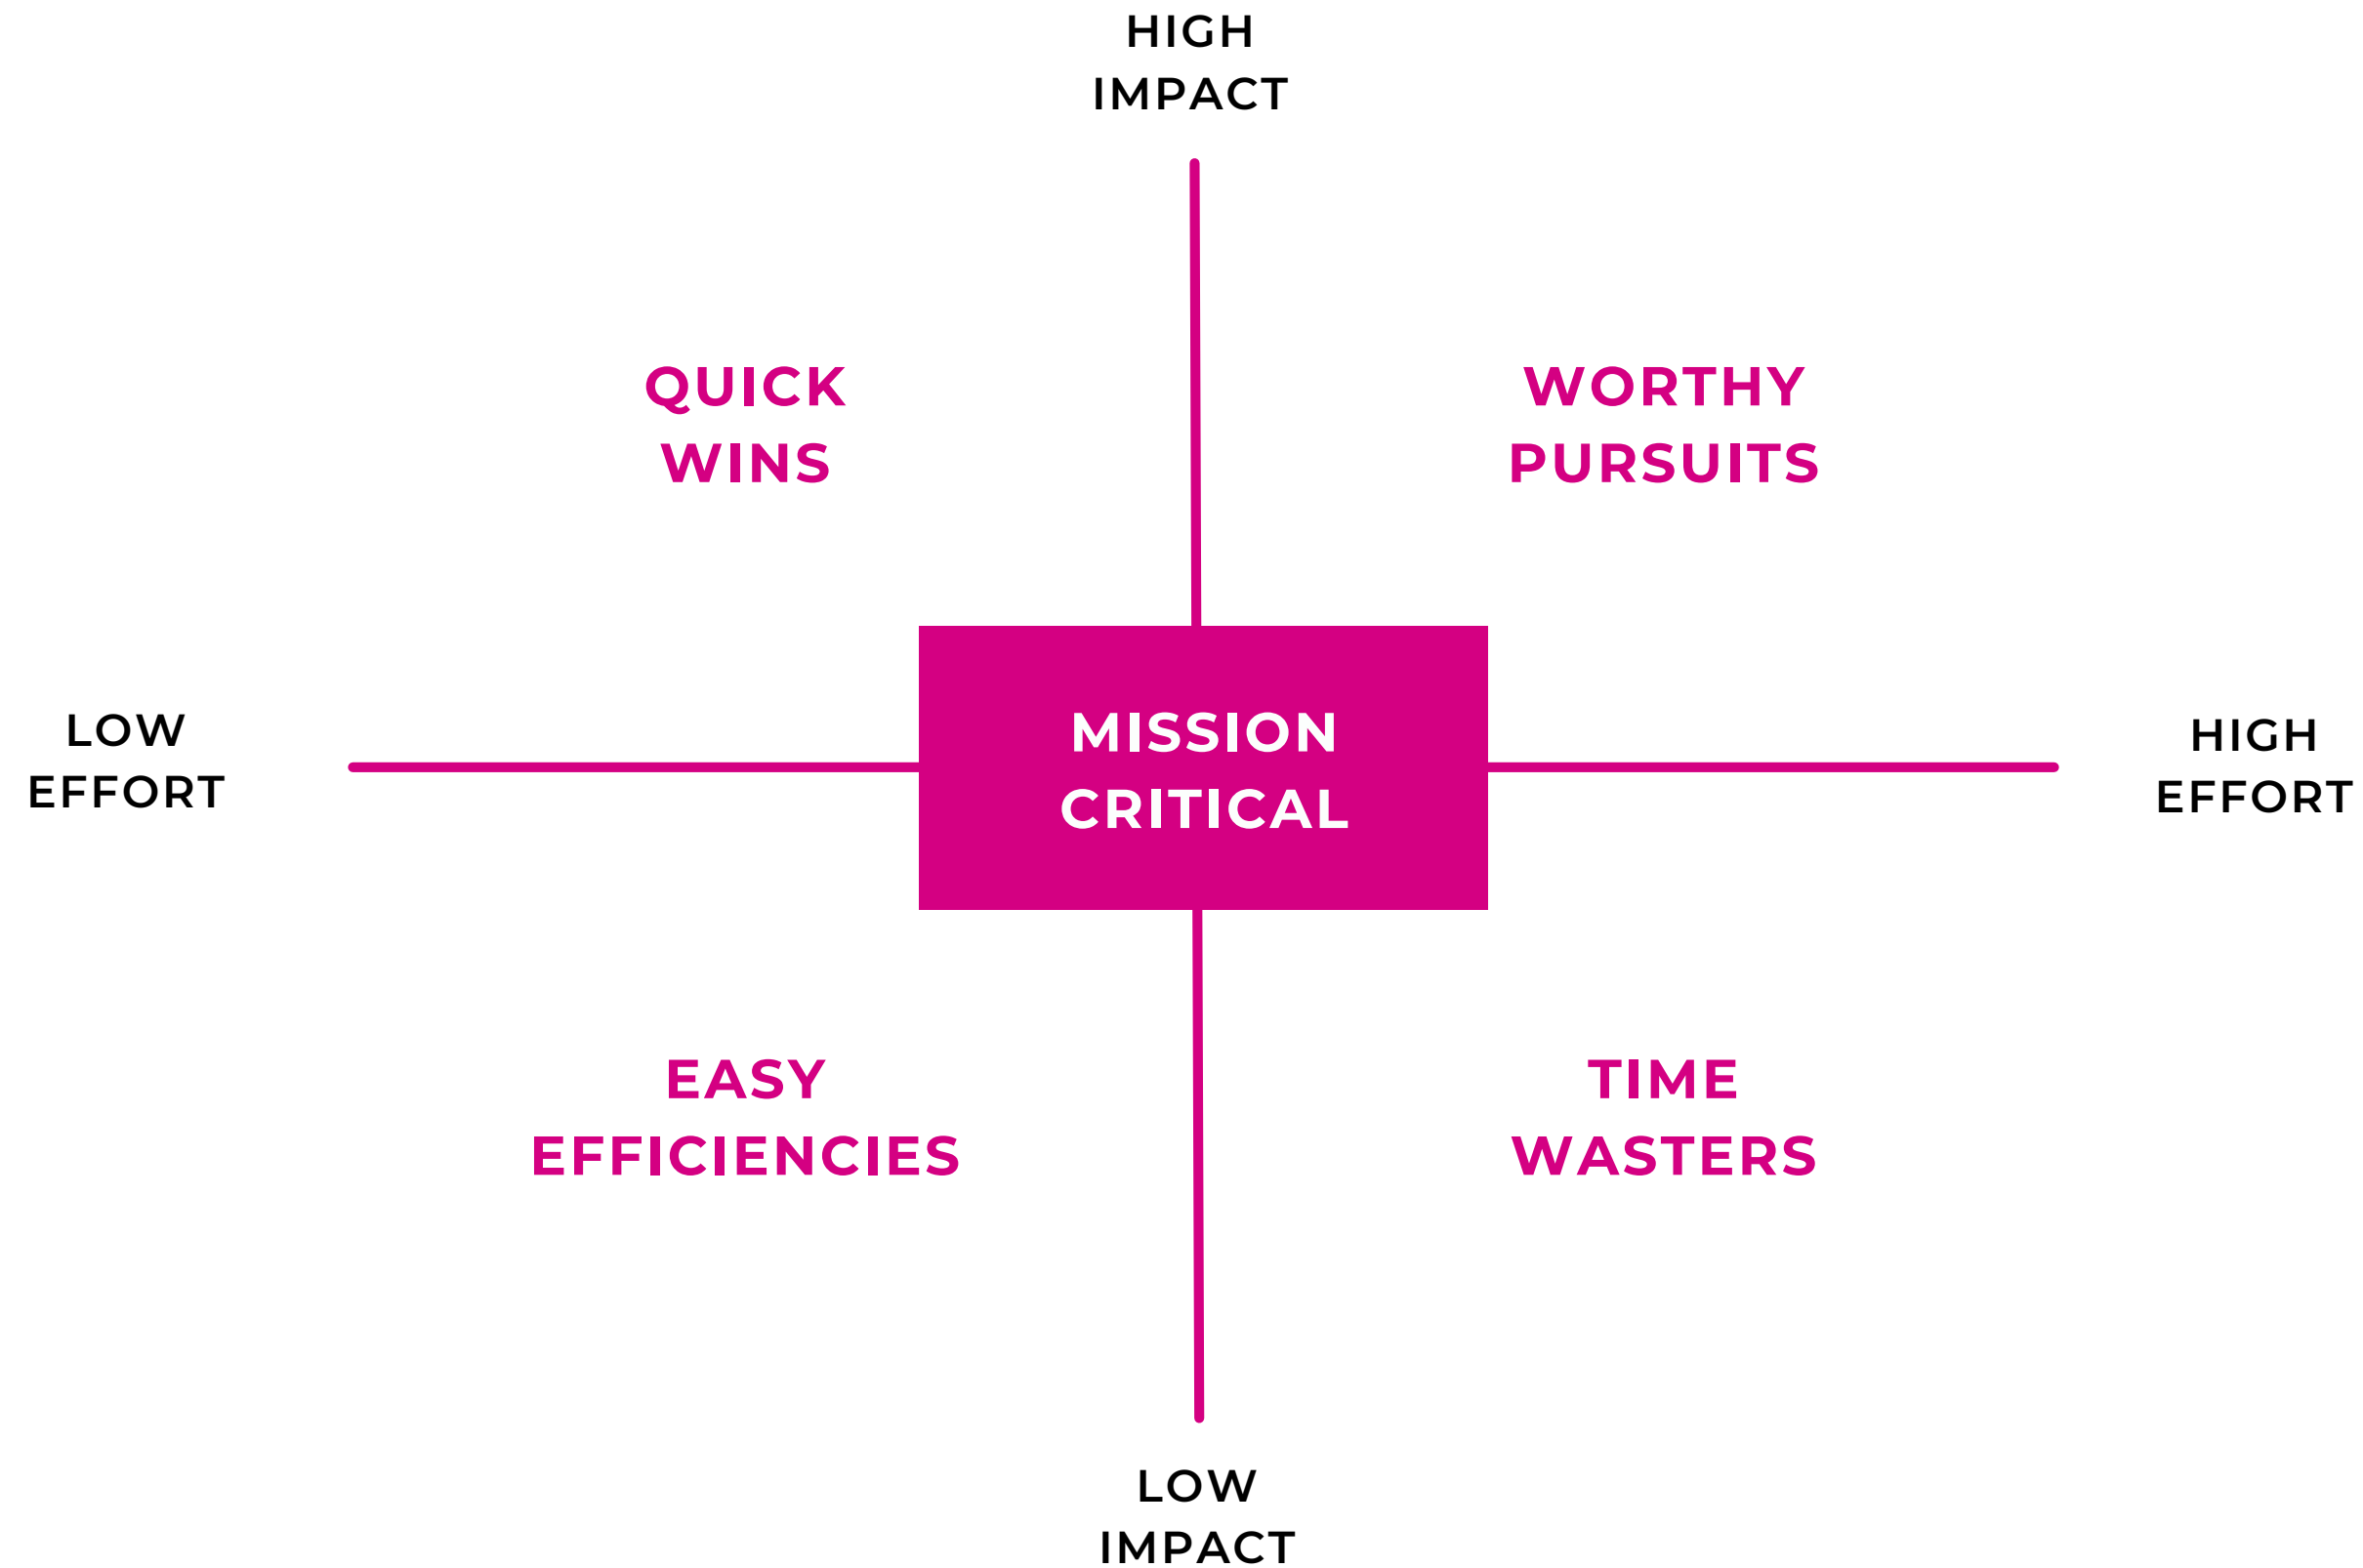 HIGH
IMPACT
QUICK
WINS
WORTHY
PURSUITS
LOW
EFFORT
MISSION
CRITICAL
HIGH
EFFORT
EASY
EFFICIENCIES
TIME
WASTERS
LOW
IMPACT